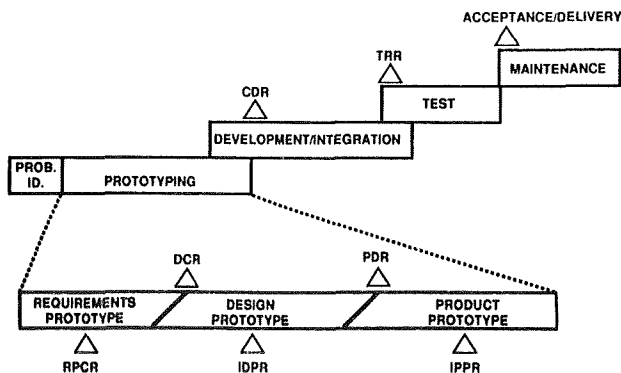 ACCEPTANCE/DELIVERY
TRR
MAINTENANCE
CDR
TEST
DEVELOPMENT/INTEGRATION
PROB.
ID.
PROTOTYPING
DCR
PDR
REQUIREMENTS
PROTOTYPE
DESIGN
PROTOTYPE
PRODUCT
PROTOTYPE
RPCR
IDPR
IPPR